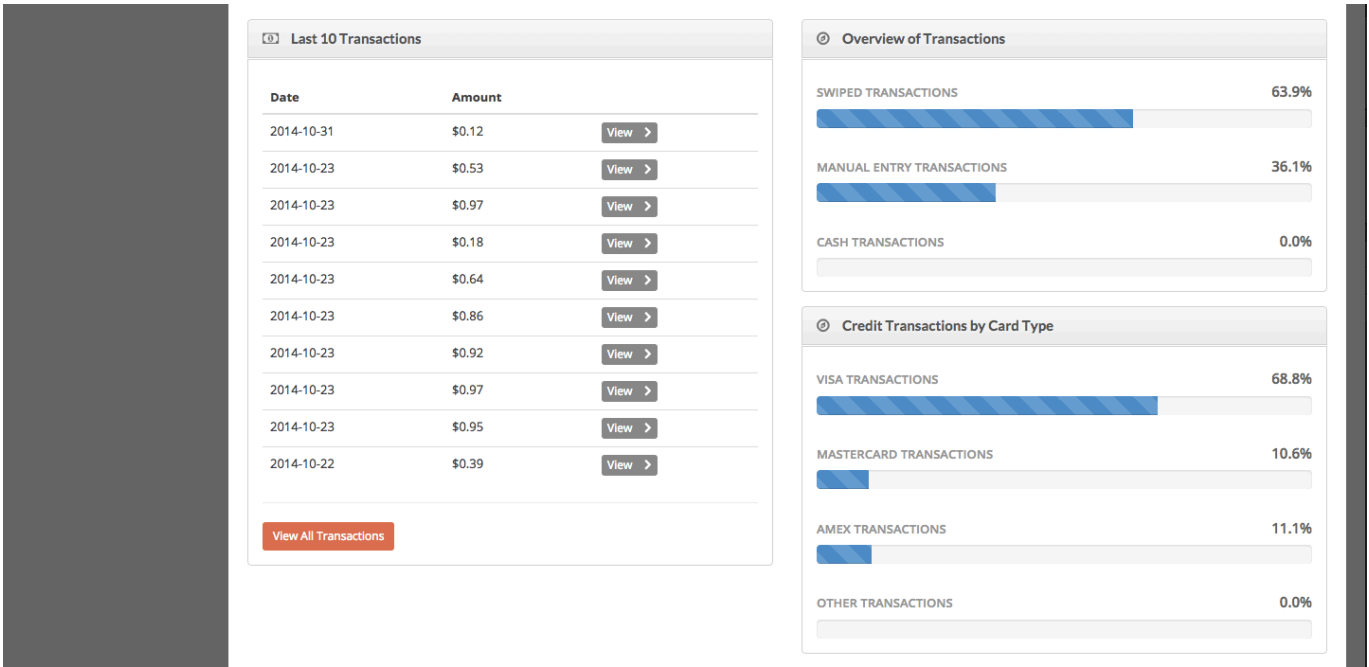 Last 10 Transactions
Date Amount
2014-10-31 $0.12 View
2014-10-23 $0.53 View
2014-10-23 $0.97 View
2014-10-23 $0.18 View
2014-10-23 $0.64 View
2014-10-23 $0.86 View
2014-10-23 $0.92 View
2014-10-23 $0.97 View
2014-10-23 $0.95 View
2014-10-22 $0.39 View
View All Transactions
Overview of Transactions
SWIPED TRANSACTIONS 63.9%
MANUAL ENTRY TRANSACTIONS 36.1%
CASH TRANSACTIONS 0.0%
Credit Transactions by Card Type
VISA TRANSACTIONS 68.8%
MASTERCARD TRANSACTIONS 10.6%
AMEX TRANSACTIONS 11.1%
OTHER TRANSACTIONS 0.0%